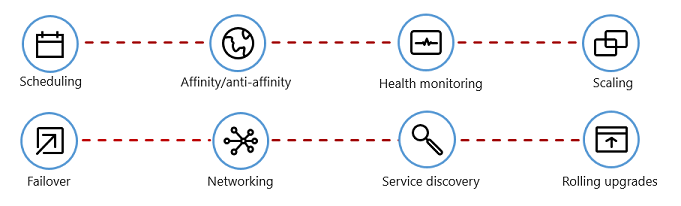 Scheduling
Affinity/anti-affinity
Health monitoring
Scaling
Failover
Networking
Service discovery
Rolling upgrades